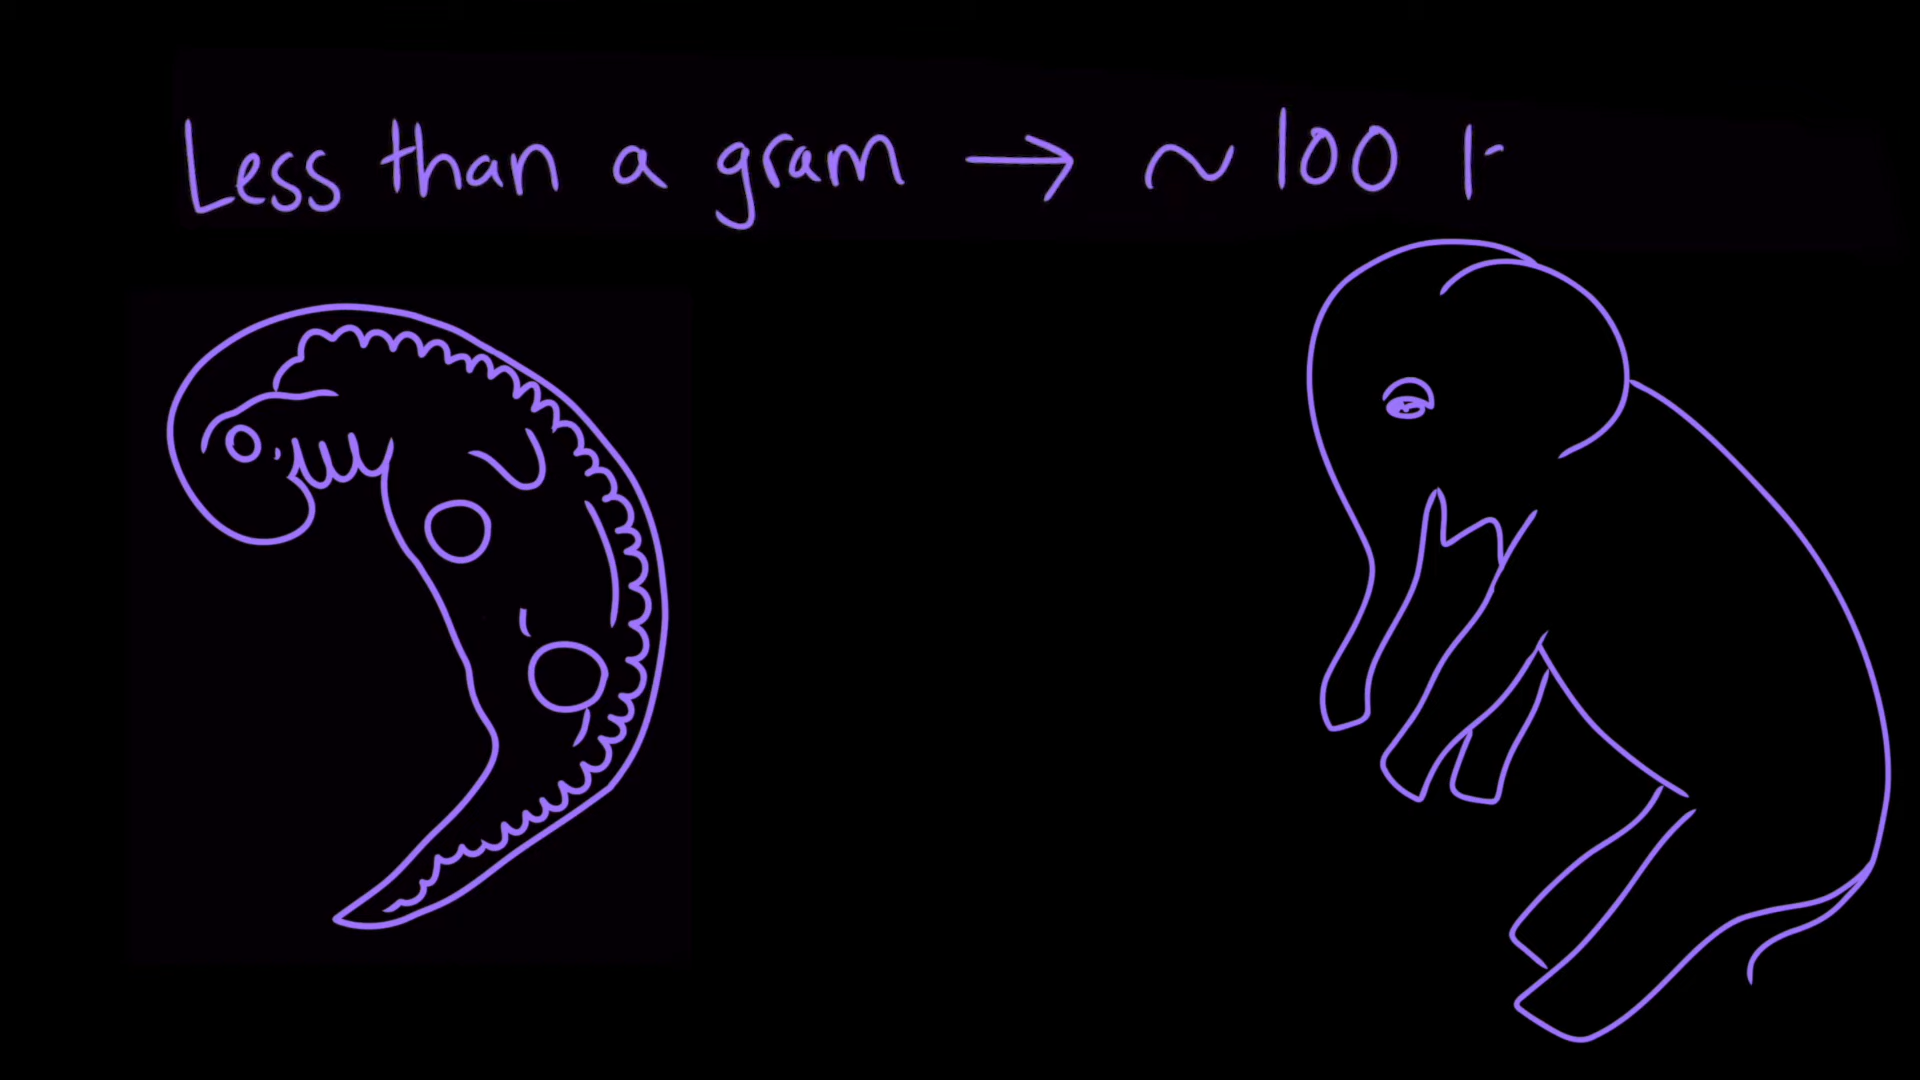 Less than a gram → ~ 100